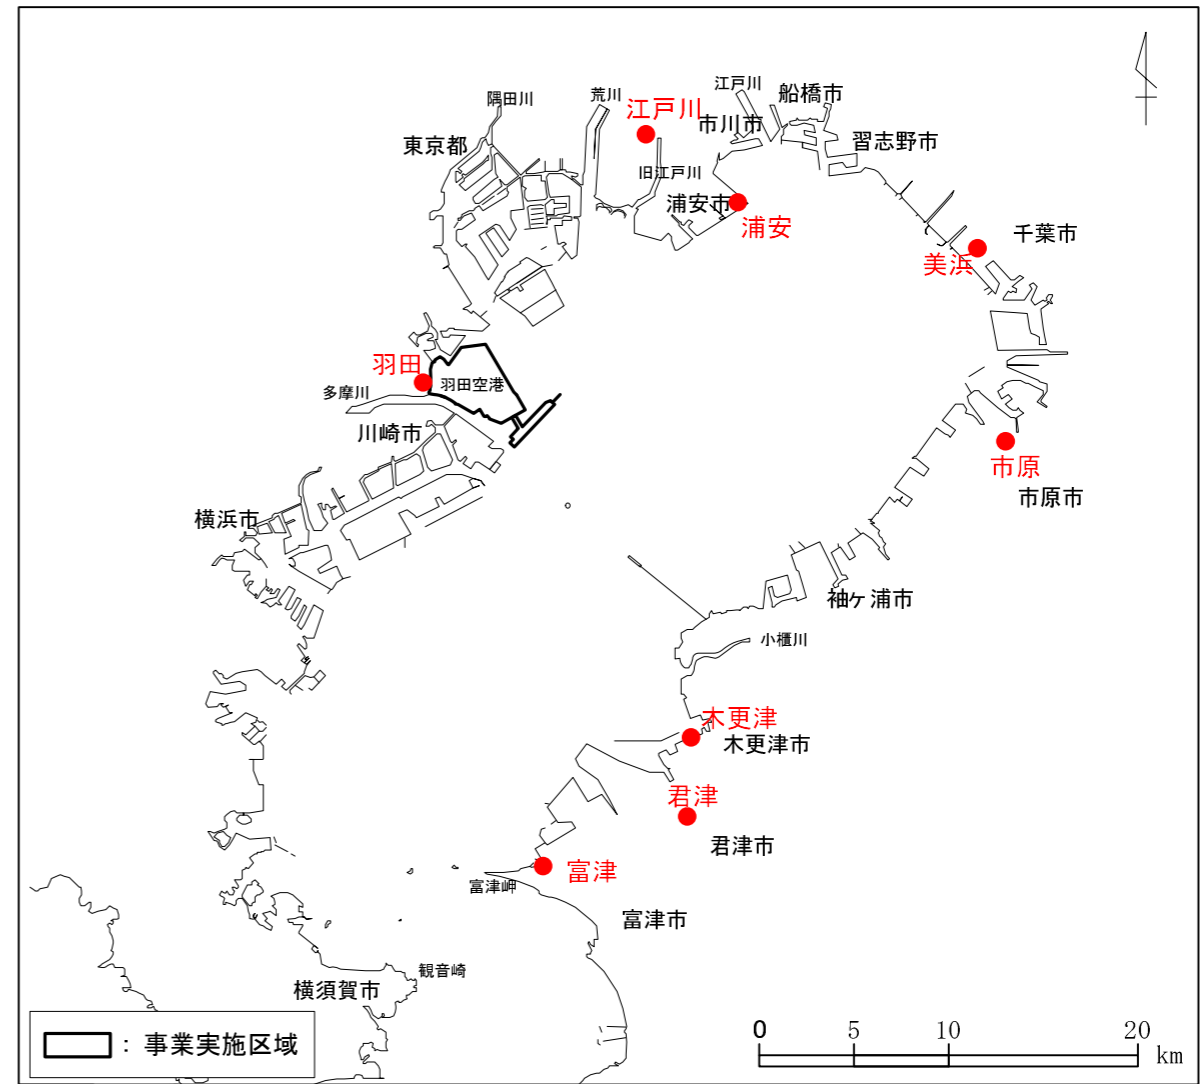 江戸川
船橋市
隅田川
荒川
江戸川
市川市
東京都
習志野市
旧江戸川
浦安市
浦安
千葉市
美浜
羽田
羽田空港
多摩川
川崎市
市原
市原市
横浜市
袖ヶ浦市
小櫃川
木更津
木更津市
君津
君津市
富津
富津岬
富津市
観音崎
横須賀市
：事業実施区域
0 5 10 20
km